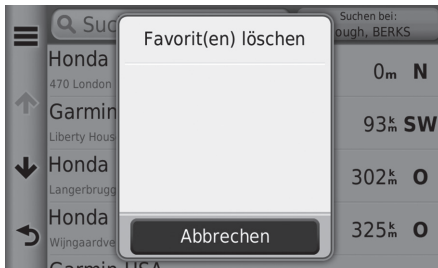 Suc
Suchen bei:
ough, BERKS
Favorit(en) löschen
Honda
470 London
0m N
Garmin
Liberty Hous
93km SW
Honda
Langerbrugg
302km O
Honda
Wijngaardve
325km O
Abbrechen
Garmin USA